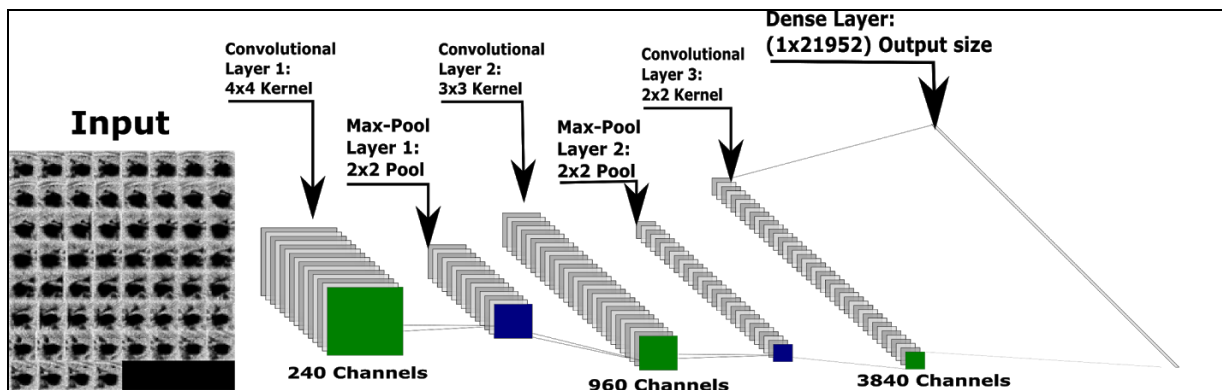 Input
Convolutional
Layer 1:
4x4 Kernel
Max-Pool
Layer 1:
2x2 Pool
Convolutional
Layer 2:
3x3 Kernel
Max-Pool
Layer 2:
2x2 Pool
Convolutional
Layer 3:
2x2 Kernel
Dense Layer:
(1x21952) Output size
240 Channels
960 Channels
3840 Channels